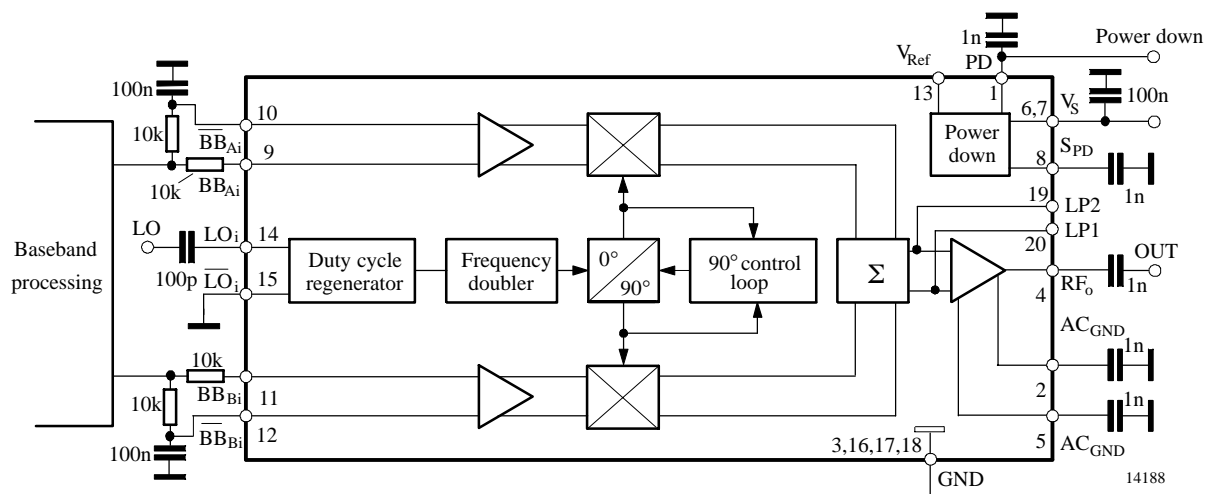 1n
Power down
V_Ref
PD
100n
10
13
1
6,7
V_S
100n
10k
B̅B̅_Ai
Power
down
S_PD
9
8
10k
BB_Ai
1n
19
LP2
LO
LO_i
14
LP1
Baseband
processing
Duty cycle
regenerator
Frequency
doubler
0°
90°
90° control
loop
Σ
20
OUT
100p
L̅O̅_i
15
RF_o
1n
4
AC_GND
1n
10k
BB_Bi
2
10k
11
1n
B̅B̅_Bi
3,16,17,18
AC_GND
100n
12
5
GND
14188